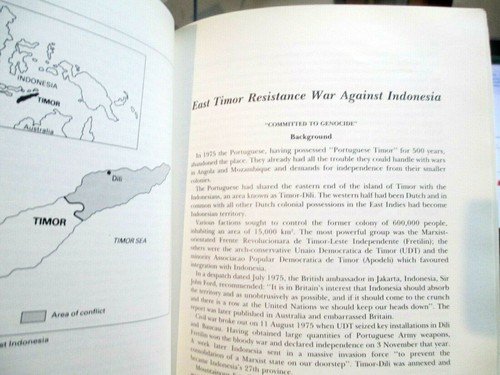 INDONESIA
TIMOR
Australia
Dili
TIMOR
TIMOR SEA
Area of conflict
st Indonesia
East Timor Resistance War Against Indonesia
"COMMITTED TO GENOCIDE"
Background
In 1975 the Portuguese, having possessed "Portuguese Timor" for 500 years,
abandoned the place. They already had all the trouble they could handle with wars
in Angola and Mozambique and demands for independence from their smaller
colonies.
The Portuguese had shared the eastern end of the island of Timor with the
Indonesians, an area known as Timor-Dili. The western half had been Dutch and in
common with all other Dutch colonial possessions in the East Indies had become
Indonesian territory.
Various factions sought to control the former colony of 600,000 people,
inhabiting an area of 15,000 km². The most powerful group was the Marxist-
orientated Frente Revolucionara de Timor-Leste Independente (Fretilin); the
others were the arch-conservative Unaio Democratica de Timor (UDT) and the
minority Associacao Popular Democratica de Timor (Apodeti) which favoured
integration with Indonesia.
In a despatch dated July 1975, the British ambassador in Jakarta, Indonesia, Sir
John Ford, recommended: "It is in Britain's interest that Indonesia should absorb
the territory and as unobtrusively as possible, and if it should come to the crunch
and there is a row at the United Nations we should keep our heads down". The
report was later published in Australia and embarrassed Britain.
Civil war broke out on 11 August 1975 when UDT seized key installations in Dili
and Baucau. Having obtained large quantities of Portuguese Army weapons,
Fretilin won the bloody war and declared independence on 3 November that year.
A week later Indonesia sent in a massive invasion force "to prevent the
consolidation of a Marxist state on our doorstep". Timor-Dili was annexed and
became Indonesia's 27th province.